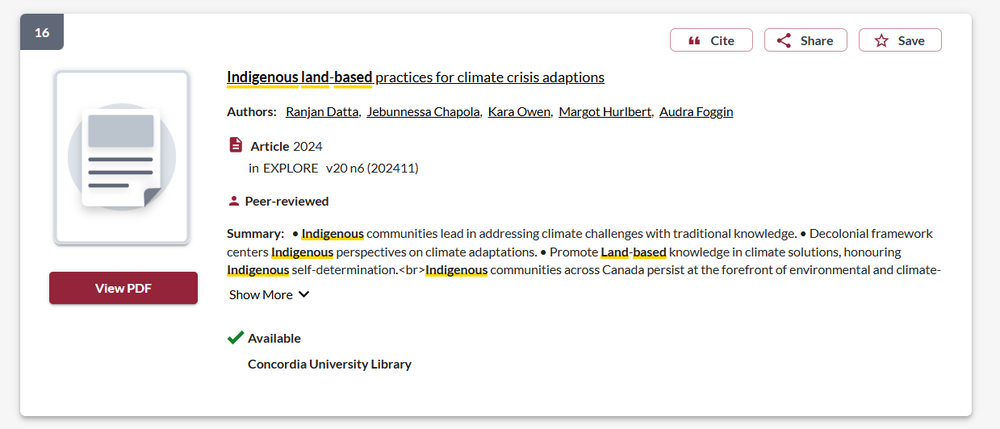 16
Cite
Share
Save
Indigenous land-based practices for climate crisis adaptions
Authors: Ranjan Datta, Jebunnessa Chapola, Kara Owen, Margot Hurlbert, Audra Foggin
Article 2024
in EXPLORE v20 n6 (202411)
Peer-reviewed
Summary: • Indigenous communities lead in addressing climate challenges with traditional knowledge. • Decolonial framework
centers Indigenous perspectives on climate adaptations. • Promote Land-based knowledge in climate solutions, honouring
Indigenous self-determination.<br>Indigenous communities across Canada persist at the forefront of environmental and climate-
View PDF
Show More
Available
Concordia University Library